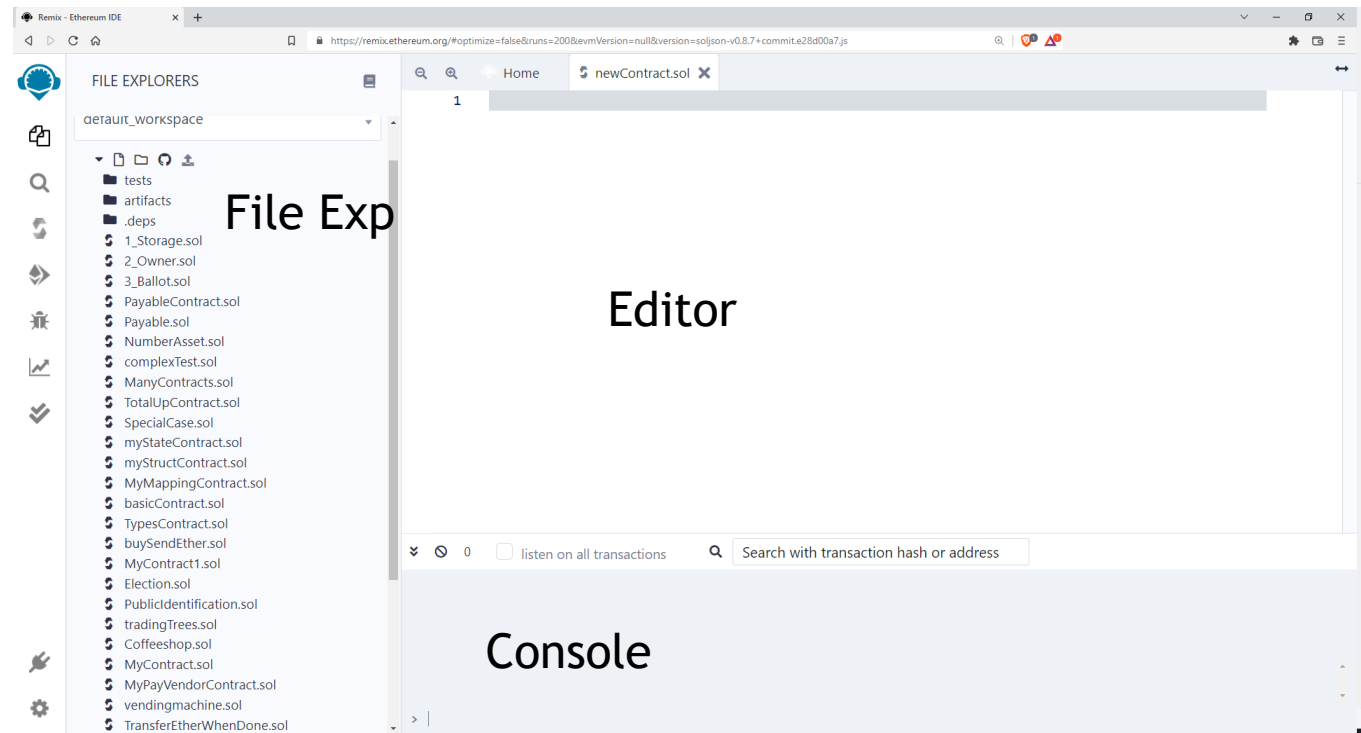 Remix - Ethereum IDE
https://remix.ethereum.org/#optimize=false&runs=200&evmVersion=null&version=soljson-v0.8.7+commit.e28d00a7.js
FILE EXPLORERS
Home
newContract.sol
1
default_workspace
tests
artifacts
.deps
File Exp
1_Storage.sol
2_Owner.sol
3_Ballot.sol
PayableContract.sol
Payable.sol
NumberAsset.sol
complexTest.sol
ManyContracts.sol
TotalUpContract.sol
SpecialCase.sol
myStateContract.sol
myStructContract.sol
MyMappingContract.sol
basicContract.sol
TypesContract.sol
buySendEther.sol
MyContract1.sol
Election.sol
PublicIdentification.sol
tradingTrees.sol
Coffeeshop.sol
MyContract.sol
MyPayVendorContract.sol
vendingmachine.sol
TransferEtherWhenDone.sol
Editor
0 listen on all transactions Search with transaction hash or address
Console
>